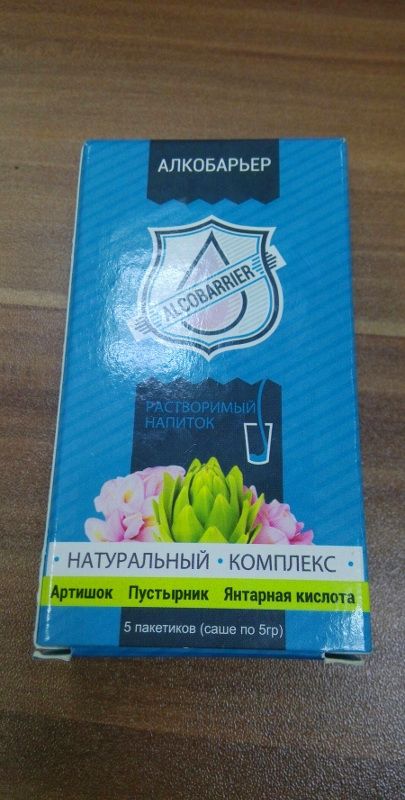 АЛКОБАРЬЕР
ALCOBARRIER
РАСТВОРИМЫЙ
НАПИТОК
· НАТУРАЛЬНЫЙ · КОМПЛЕКС ·
Артишок Пустырник Янтарная кислота
5 пакетиков (саше по 5гр)